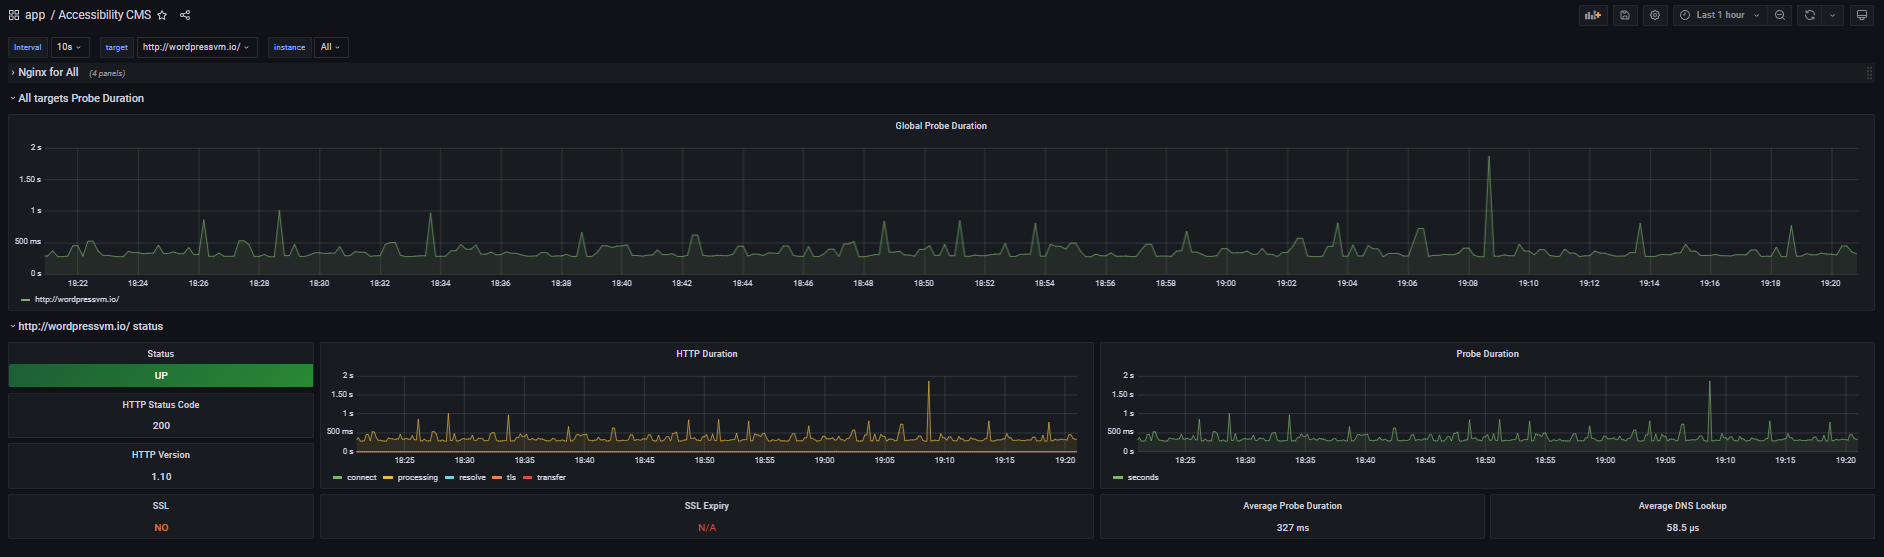 app / Accessibility CMS
Last 1 hour
Interval 10s target http://wordpressvm.io/ instance All
Nginx for All (4 panels)
All targets Probe Duration
Global Probe Duration
2 s
1.50 s
1 s
500 ms
0 s
18:22 18:24 18:26 18:28 18:30 18:32 18:34 18:36 18:38 18:40 18:42 18:44 18:46 18:48 18:50 18:52 18:54 18:56 18:58 19:00 19:02 19:04 19:06 19:08 19:10 19:12 19:14 19:16 19:18 19:20
http://wordpressvm.io/
http://wordpressvm.io/ status
Status
UP
HTTP Status Code
200
HTTP Version
1.10
SSL
NO
HTTP Duration
2 s
1.50 s
1 s
500 ms
0 s
18:25 18:30 18:35 18:40 18:45 18:50 18:55 19:00 19:05 19:10 19:15 19:20
connect processing resolve tls transfer
Probe Duration
2 s
1.50 s
1 s
500 ms
0 s
18:25 18:30 18:35 18:40 18:45 18:50 18:55 19:00 19:05 19:10 19:15 19:20
seconds
SSL Expiry
N/A
Average Probe Duration
327 ms
Average DNS Lookup
58.5 µs